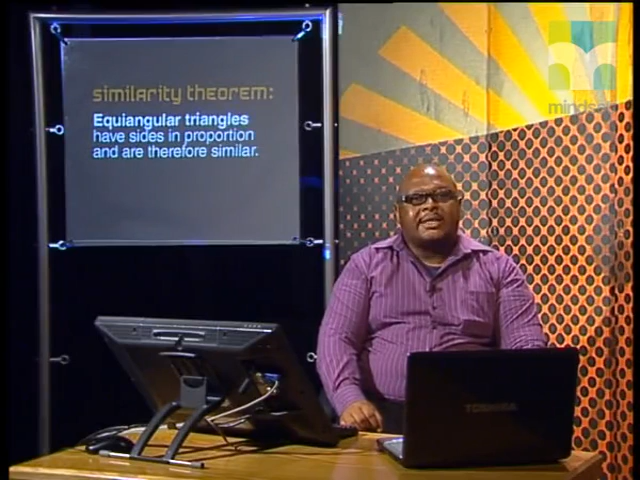 similarity theorem:
Equiangular triangles
have sides in proportion
and are therefore similar.
mindset
TOSHIBA